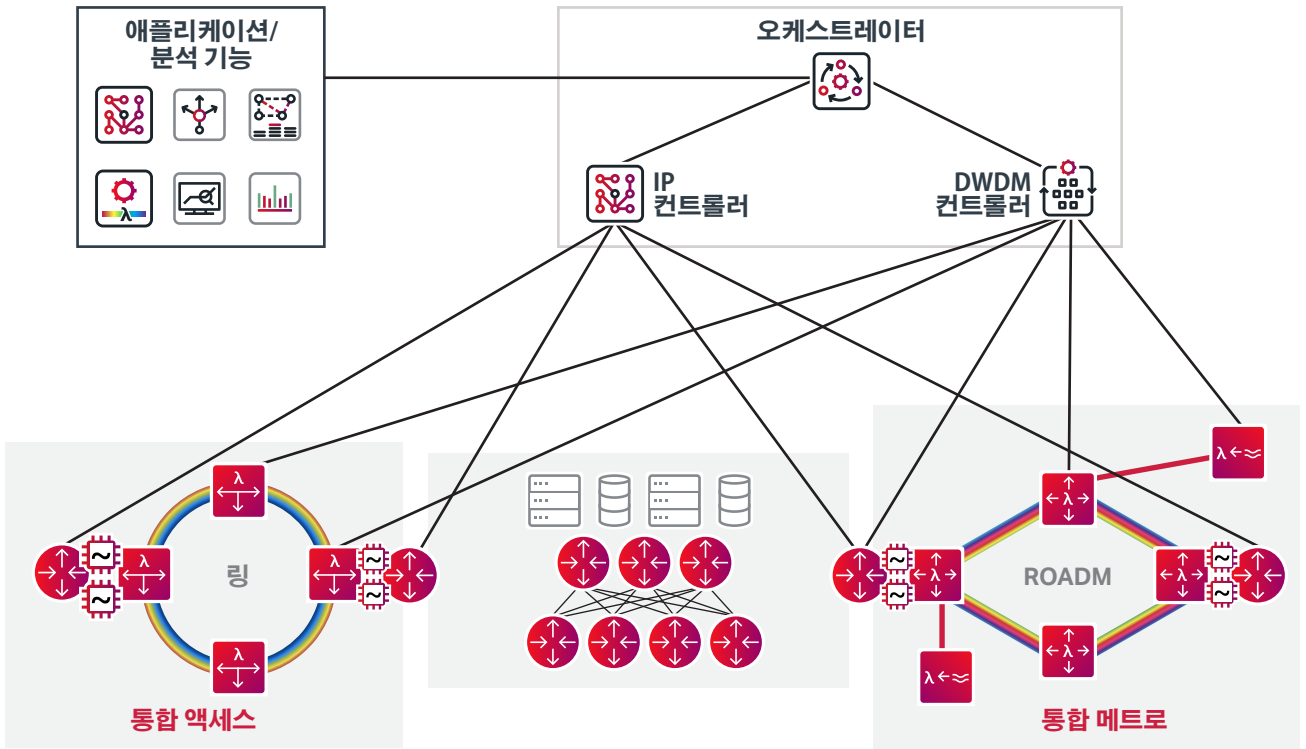 애플리케이션/
분석 기능
λ
오케스트레이터
IP
컨트롤러
DWDM
컨트롤러
λ
λ
λ
λ
링
통합 액세스
λ
λ
λ
λ
λ
λ
ROADM
통합 메트로